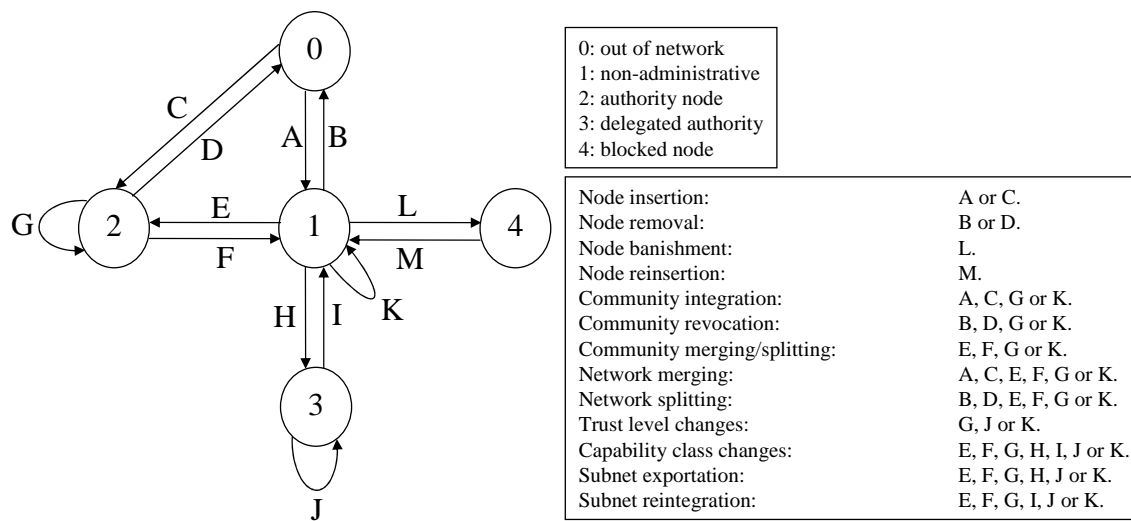 0
C
D
A
B
G
2
E
F
1
L
M
4
K
H
I
3
J
0: out of network
1: non-administrative
2: authority node
3: delegated authority
4: blocked node
Node insertion: A or C.
Node removal: B or D.
Node banishment: L.
Node reinsertion: M.
Community integration: A, C, G or K.
Community revocation: B, D, G or K.
Community merging/splitting: E, F, G or K.
Network merging: A, C, E, F, G or K.
Network splitting: B, D, E, F, G or K.
Trust level changes: G, J or K.
Capability class changes: E, F, G, H, I, J or K.
Subnet exportation: E, F, G, H, J or K.
Subnet reintegration: E, F, G, I, J or K.